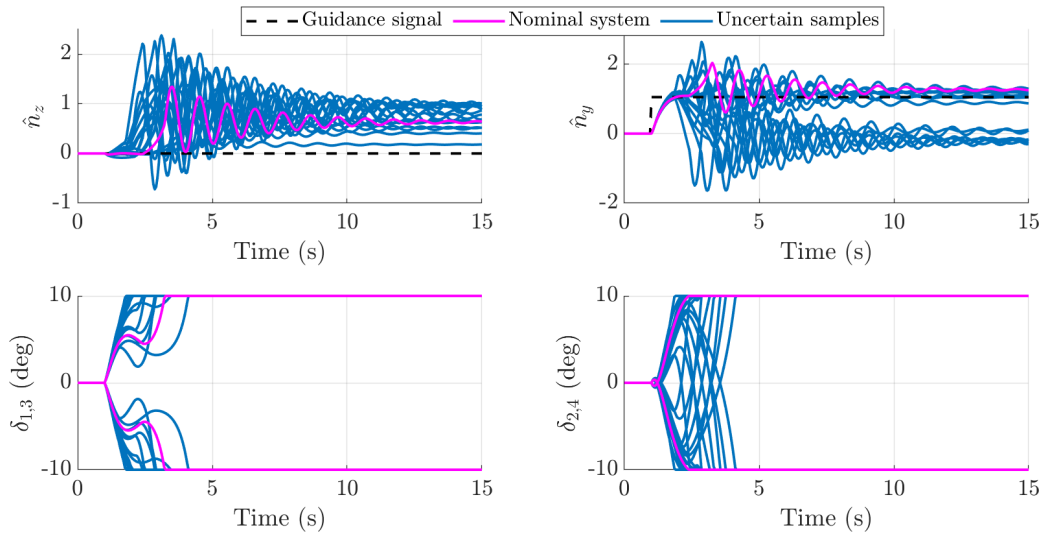 Guidance signal Nominal system Uncertain samples
2
1
0
-1
n̂z
0 5 10 15
Time (s)
2
0
-2
n̂y
0 5 10 15
Time (s)
10
0
-10
δ1,3 (deg)
0 5 10 15
Time (s)
10
0
-10
δ2,4 (deg)
0 5 10 15
Time (s)